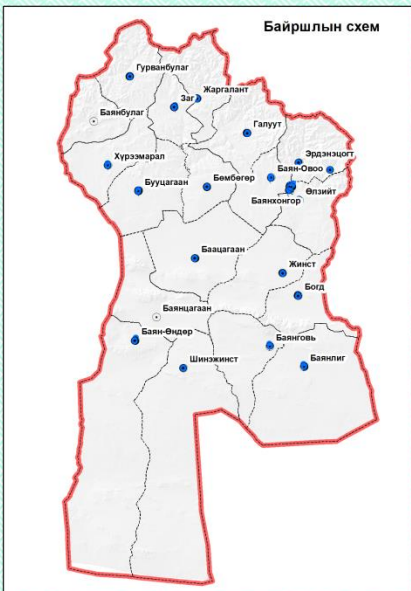 Байршлын схем
Гурванбулаг
Жаргалант
Заг
Баянбулаг
Галуут
Эрдэнэцогт
Хүрээмарал
Баян-Овоо
Бөмбөгөр
Бууцагаан
Өлзийт
Баянхонгор
Баацагаан
Жинст
Богд
Баянцагаан
Баян-Өндөр
Баянговь
Шинэжинст
Баянлиг